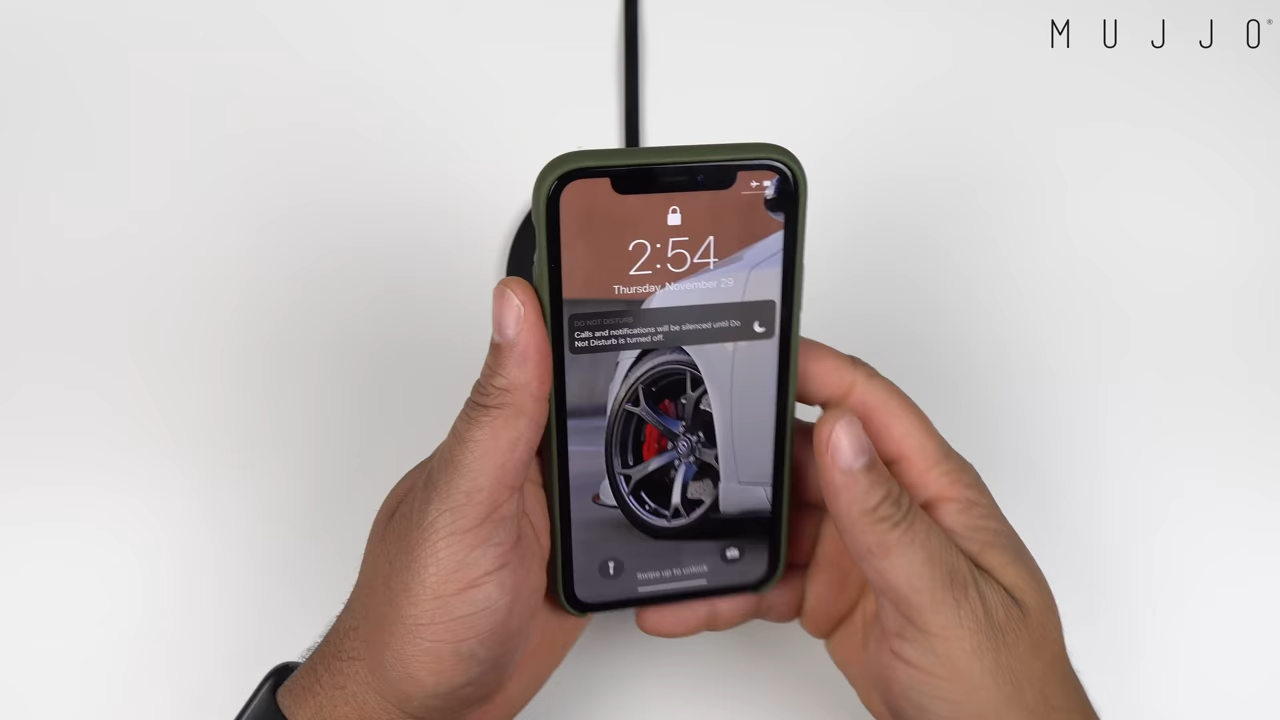 M U J J O®
2:54
Thursday, November 29
DO NOT DISTURB
Calls and notifications will be silenced until Do
Not Disturb is turned off.
Swipe up to unlock